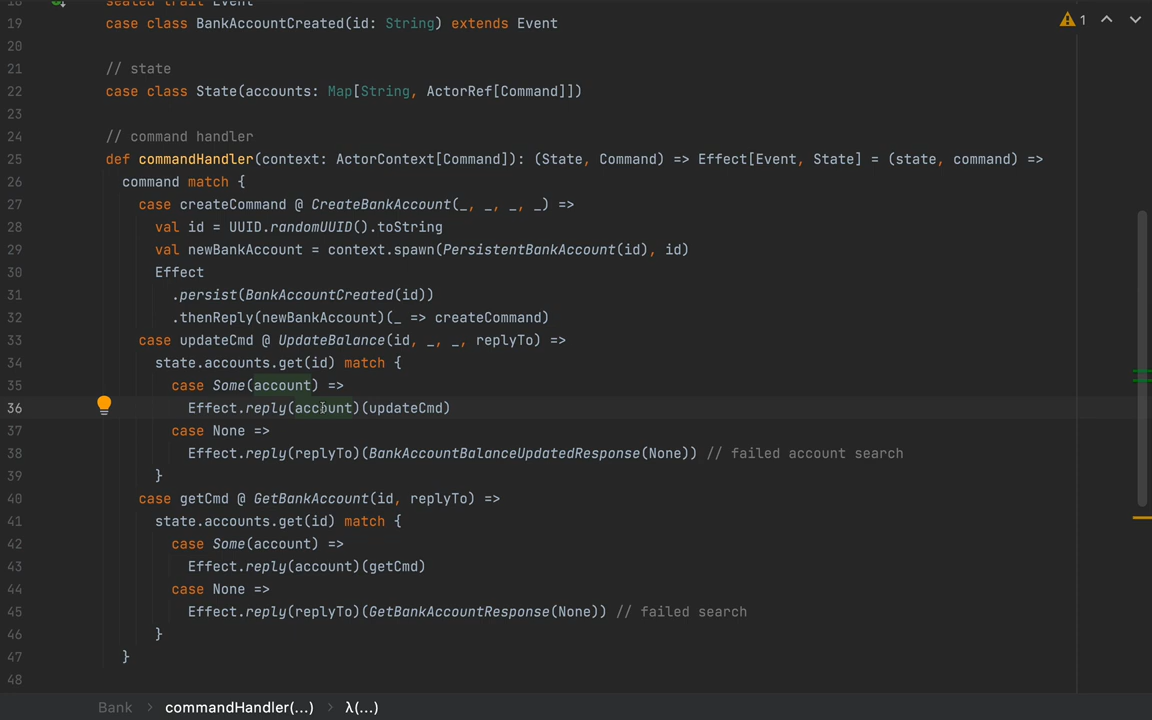 18 sealed trait Event
19 case class BankAccountCreated(id: String) extends Event
1
20
21 // state
22 case class State(accounts: Map[String, ActorRef[Command]])
23
24 // command handler
25 def commandHandler(context: ActorContext[Command]): (State, Command) => Effect[Event, State] = (state, command) =>
26 command match {
27 case createCommand @ CreateBankAccount(_, _, _, _) =>
28 val id = UUID.randomUUID().toString
29 val newBankAccount = context.spawn(PersistentBankAccount(id), id)
30 Effect
31 .persist(BankAccountCreated(id))
32 .thenReply(newBankAccount)(_ => createCommand)
33 case updateCmd @ UpdateBalance(id, _, _, replyTo) =>
34 state.accounts.get(id) match {
35 case Some(account) =>
36 Effect.reply(account)(updateCmd)
37 case None =>
38 Effect.reply(replyTo)(BankAccountBalanceUpdatedResponse(None)) // failed account search
39 }
40 case getCmd @ GetBankAccount(id, replyTo) =>
41 state.accounts.get(id) match {
42 case Some(account) =>
43 Effect.reply(account)(getCmd)
44 case None =>
45 Effect.reply(replyTo)(GetBankAccountResponse(None)) // failed search
46 }
47 }
48
Bank › commandHandler(...) › λ(...)